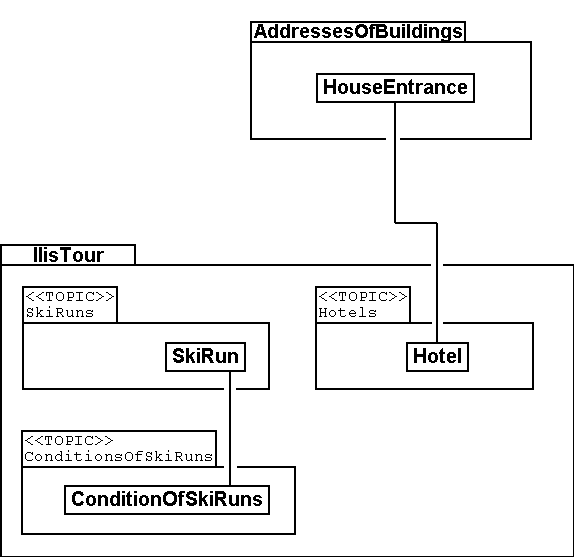 AddressesOfBuildings
HouseEntrance
IlisTour
<<TOPIC>>
SkiRuns
<<TOPIC>>
Hotels
SkiRun
Hotel
<<TOPIC>>
ConditionsOfSkiRuns
ConditionOfSkiRuns